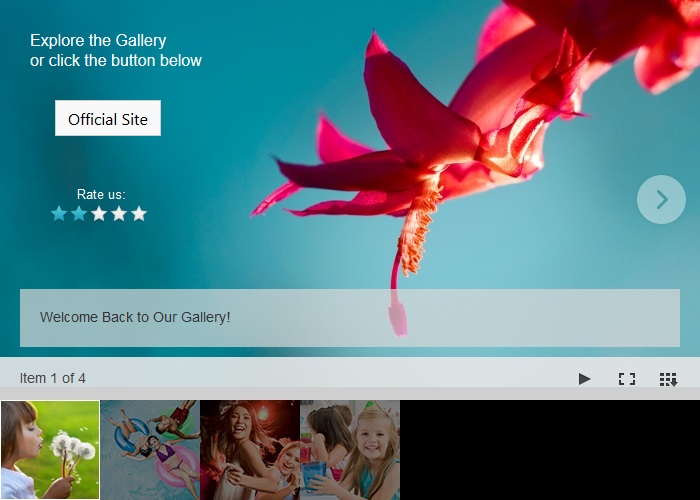 Explore the Gallery
or click the button below
Official Site
Rate us:
Welcome Back to Our Gallery!
Item 1 of 4